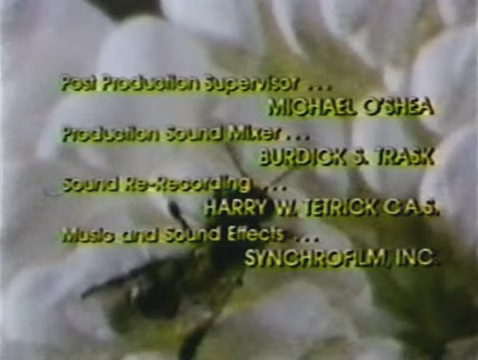 Post Production Supervisor ...
MICHAEL O'SHEA
Production Sound Mixer ...
BURDICK S. TRASK
Sound Re-Recording ...
HARRY W. TETRICK C.A.S.
Music and Sound Effects ...
SYNCHROFILM, INC.